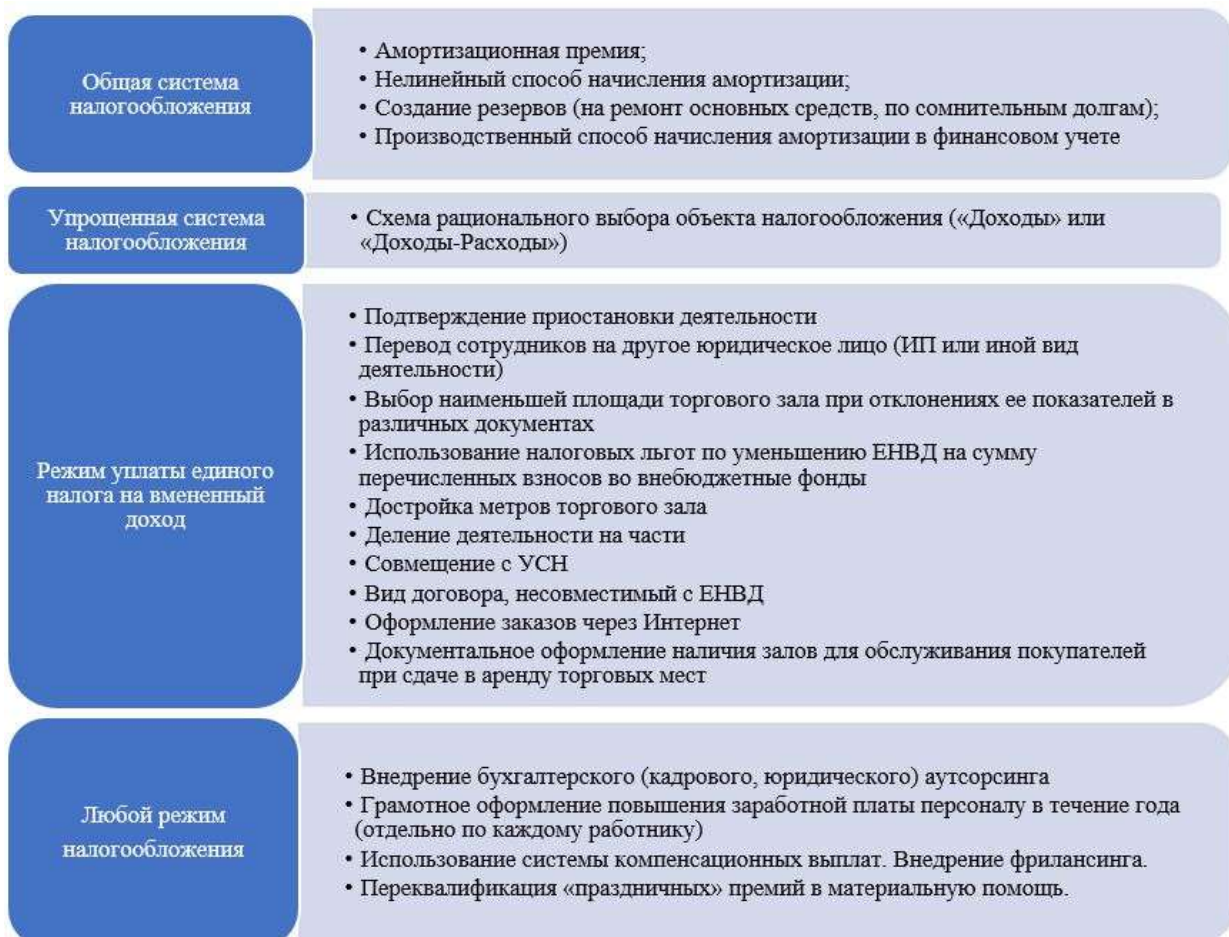 Общая система
налогообложения
• Амортизационная премия;
• Нелинейный способ начисления амортизации;
• Создание резервов (на ремонт основных средств, по сомнительным долгам);
• Производственный способ начисления амортизации в финансовом учете
Упрощенная система
налогообложения
• Схема рационального выбора объекта налогообложения («Доходы» или
«Доходы-Расходы»)
Режим уплаты единого
налога на вмененный
доход
• Подтверждение приостановки деятельности
• Перевод сотрудников на другое юридическое лицо (ИП или иной вид
деятельности)
• Выбор наименьшей площади торгового зала при отклонениях ее показателей в
различных документах
• Использование налоговых льгот по уменьшению ЕНВД на сумму
перечисленных взносов во внебюджетные фонды
• Достройка метров торгового зала
• Деление деятельности на части
• Совмещение с УСН
• Вид договора, несовместимый с ЕНВД
• Оформление заказов через Интернет
• Документальное оформление наличия залов для обслуживания покупателей
при сдаче в аренду торговых мест
Любой режим
налогообложения
• Внедрение бухгалтерского (кадрового, юридического) аутсорсинга
• Грамотное оформление повышения заработной платы персоналу в течение года
(отдельно по каждому работнику)
• Использование системы компенсационных выплат. Внедрение фрилансинга.
• Переквалификация «праздничных» премий в материальную помощь.